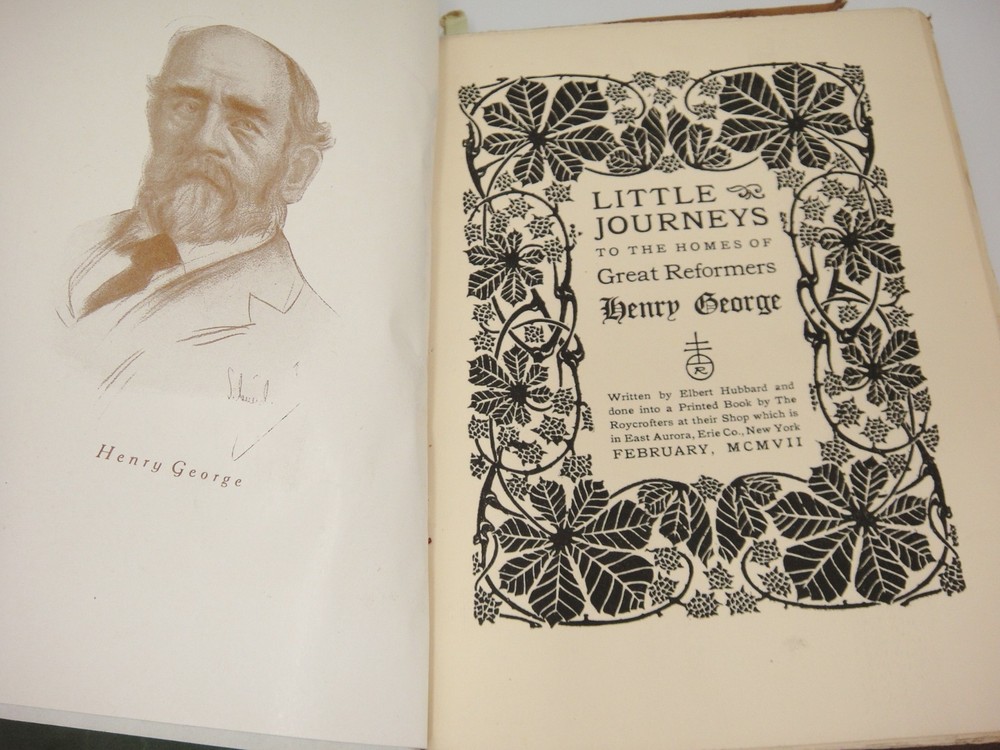 Henry George
LITTLE
JOURNEYS
TO THE HOMES OF
Great Reformers
Henry George
R
Written by Elbert Hubbard and
done into a Printed Book by The
Roycrofters at their Shop which is
in East Aurora, Erie Co., New York
FEBRUARY, MCMVII